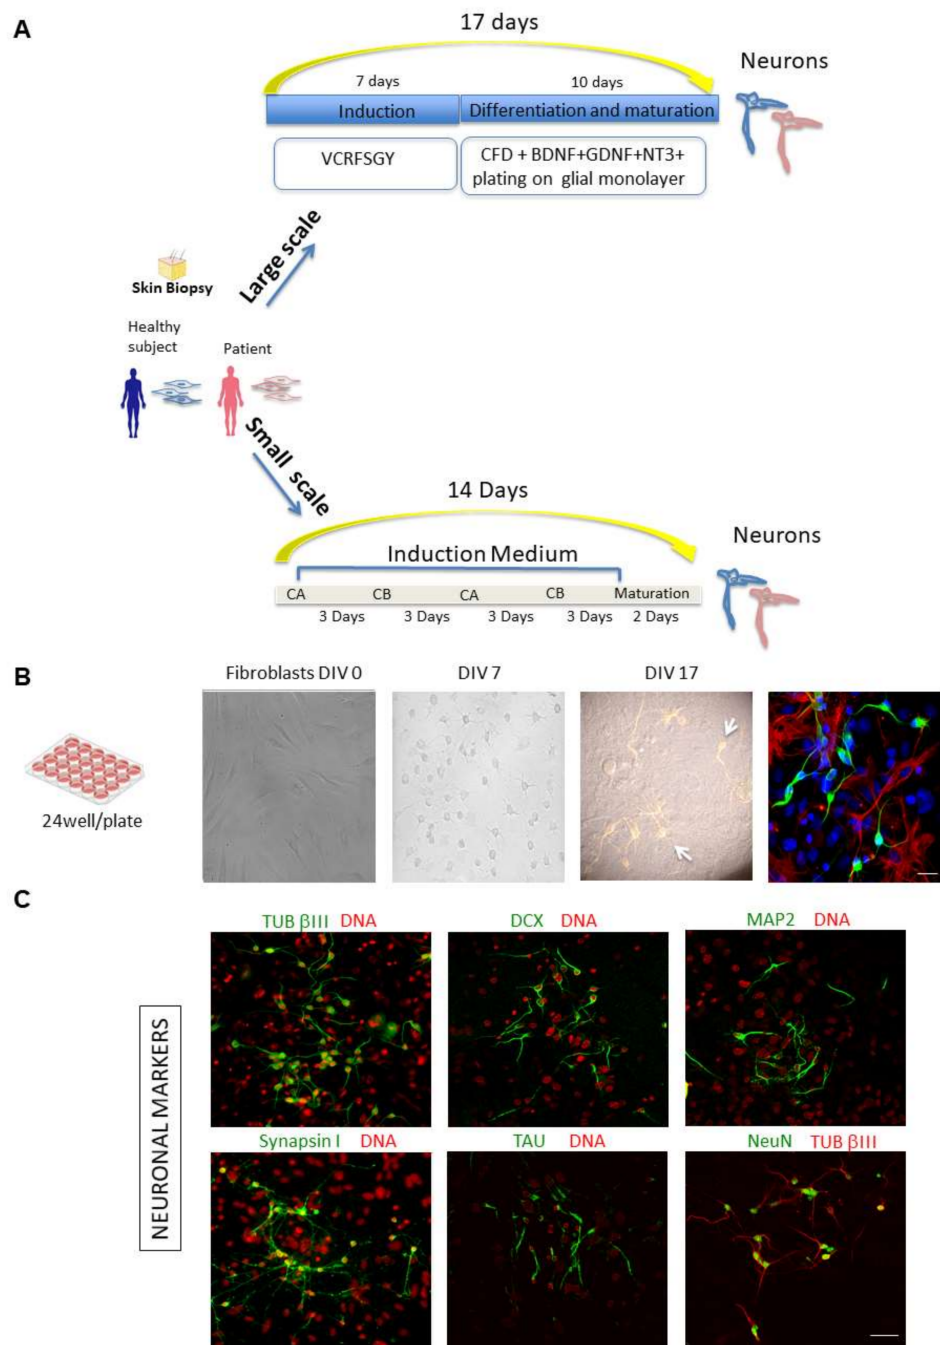 A
17 days
7 days
10 days
Neurons
Induction
Differentiation and maturation
VCRFSGY
CFD + BDNF+GDNF+NT3+
plating on glial monolayer
Large scale
Skin Biopsy
Healthy
subject
Patient
Small scale
14 Days
Neurons
Induction Medium
CA
CB
CA
CB
Maturation
3 Days
3 Days
3 Days
3 Days
2 Days
B
Fibroblasts DIV 0
DIV 7
DIV 17
24well/plate
C
TUB βIII DNA
DCX DNA
MAP2 DNA
NEURONAL MARKERS
Synapsin I DNA
TAU DNA
NeuN TUB βIII